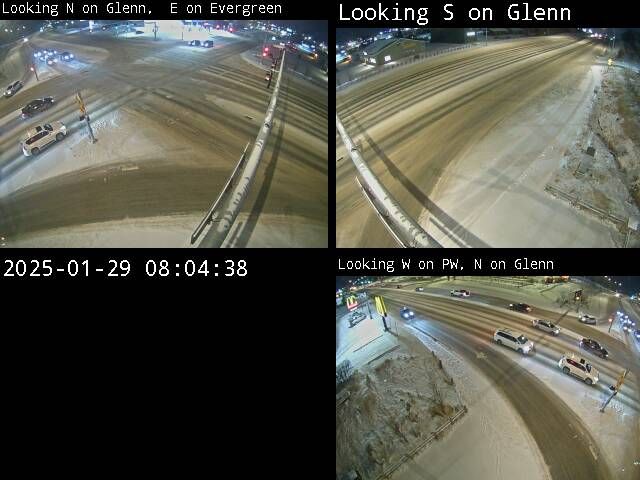 Looking N on Glenn,  E on Evergreen
Looking S on Glenn
2025-01-29 08:04:38
Looking W on PW, N on Glenn